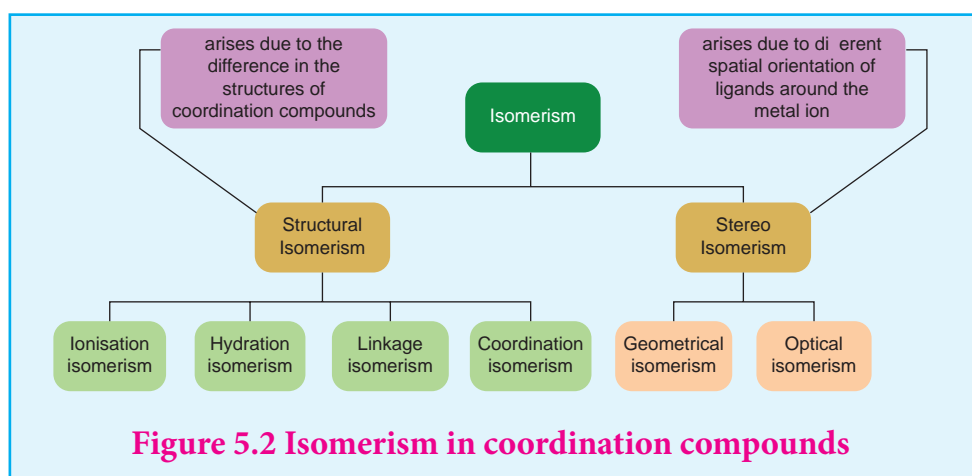 arises due to the
difference in the
structures of
coordination compounds
arises due to di erent
spatial orientation of
ligands around the
metal ion
Isomerism
Structural
Isomerism
Stereo
Isomerism
Ionisation
isomerism
Hydration
isomerism
Linkage
isomerism
Coordination
isomerism
Geometrical
isomerism
Optical
isomerism
Figure 5.2 Isomerism in coordination compounds